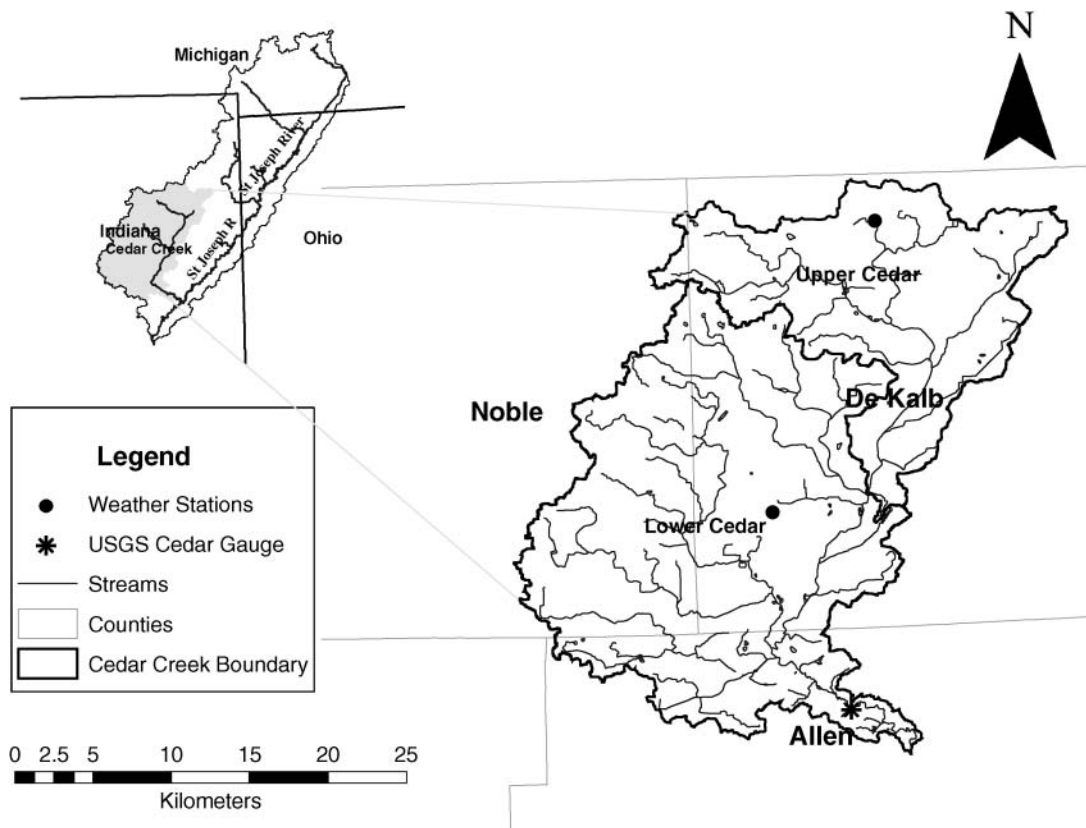 N
Michigan
St Joseph River
Indiana
Cedar Creek
St Joseph R
Ohio
Upper Cedar
De Kalb
Noble
Lower Cedar
Allen
Legend
Weather Stations
USGS Cedar Gauge
Streams
Counties
Cedar Creek Boundary
0 2.5 5 10 15 20 25
Kilometers